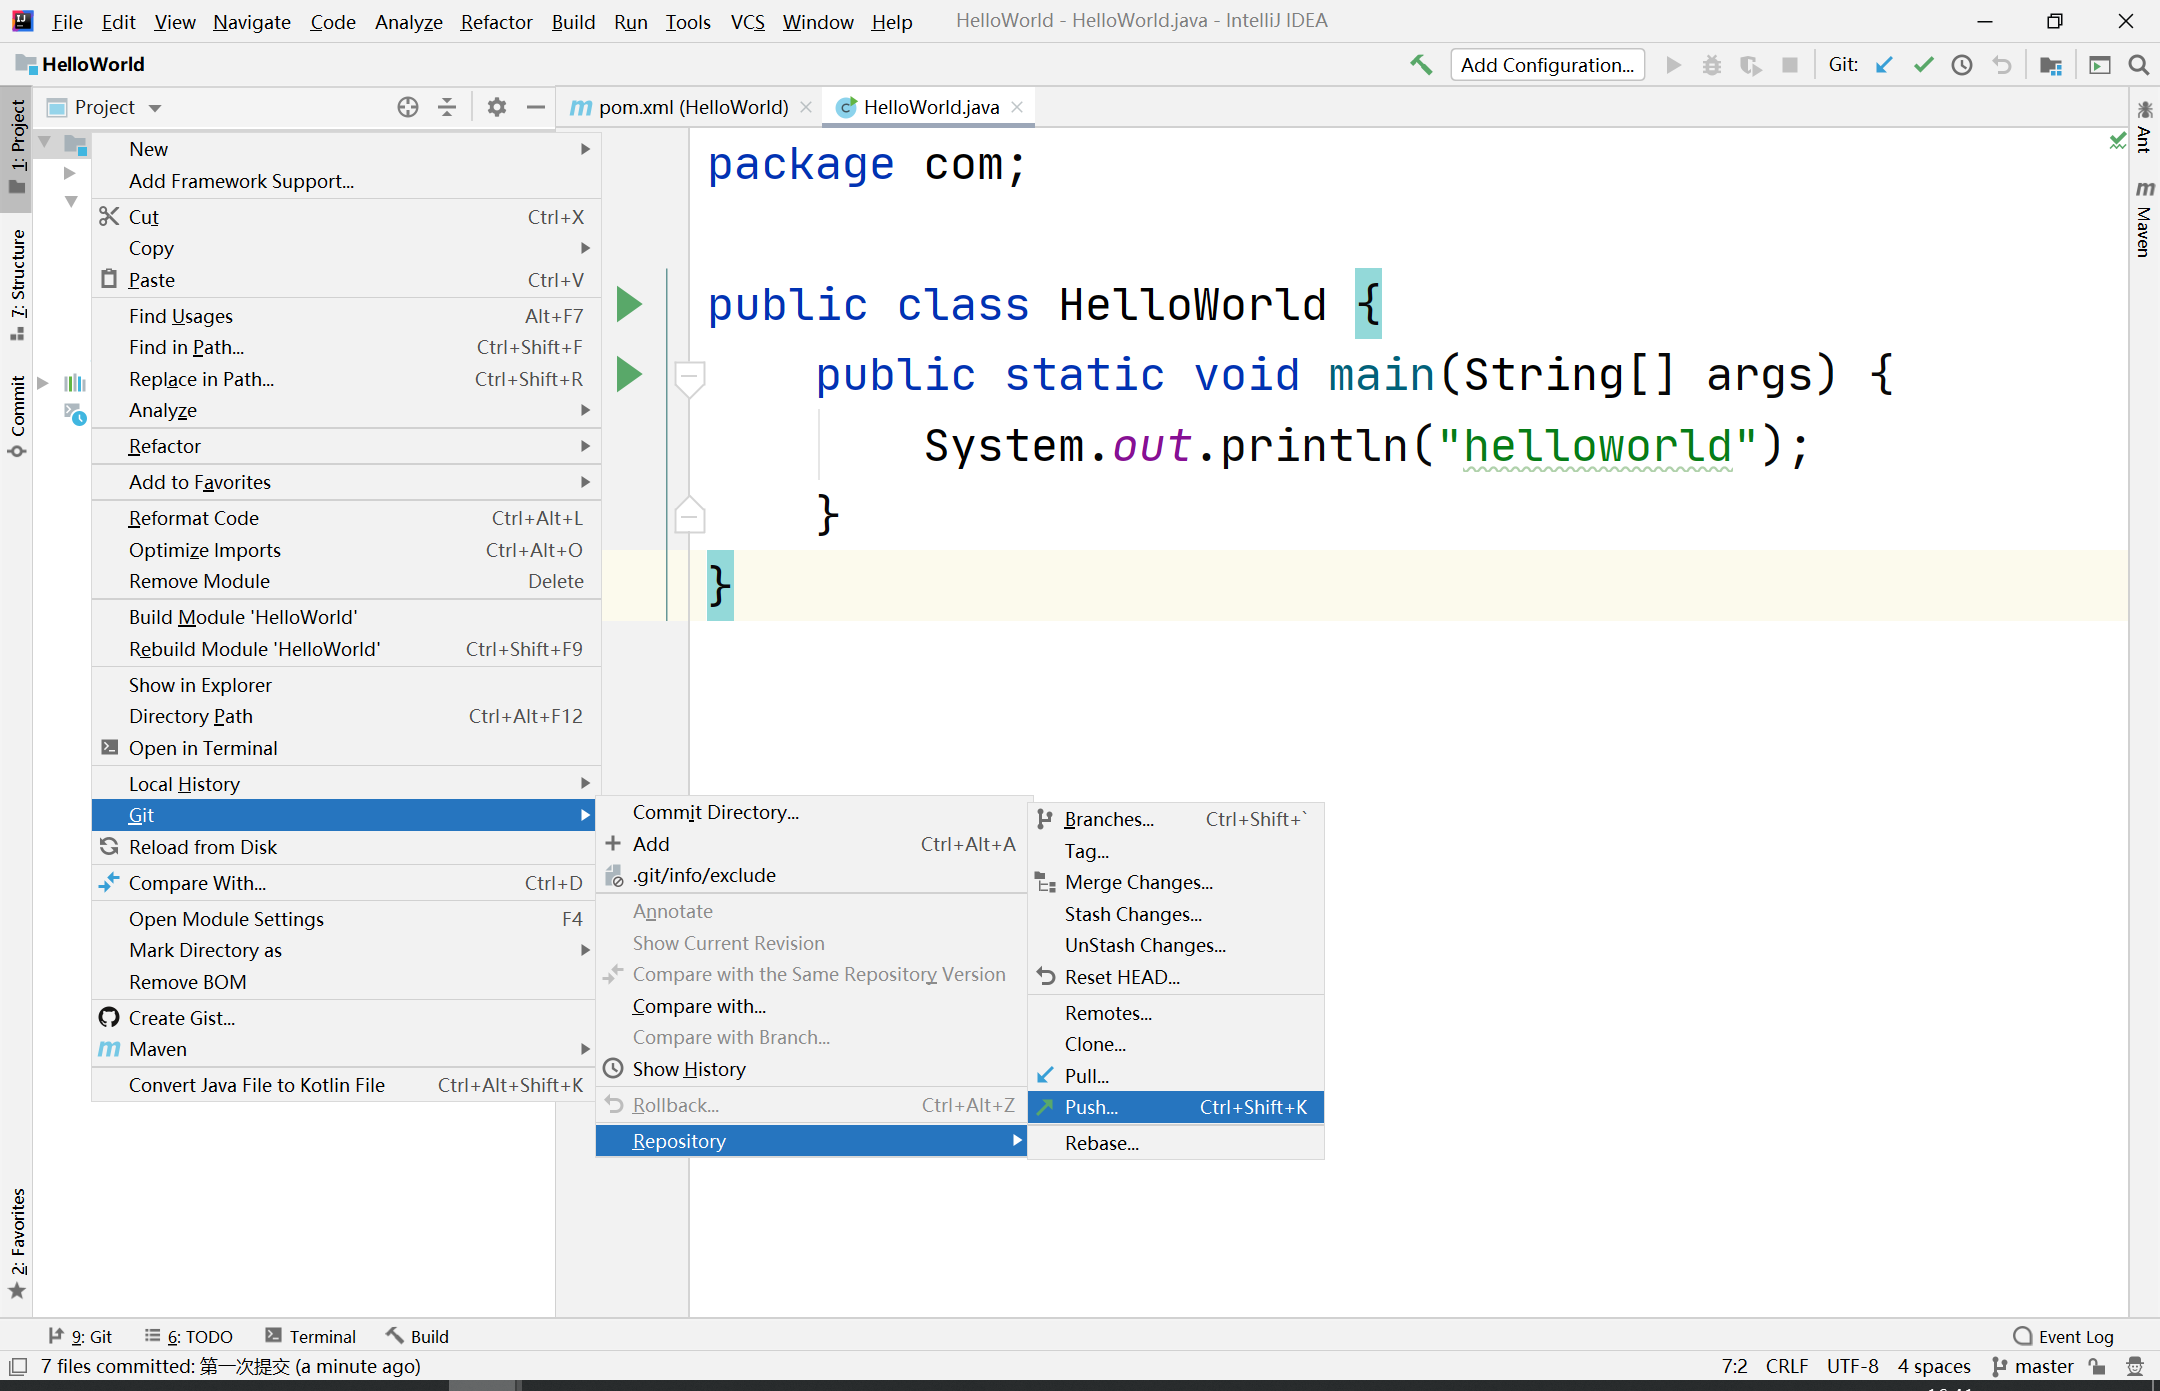 File Edit View Navigate Code Analyze Refactor Build Run Tools VCS Window Help HelloWorld - HelloWorld.java - IntelliJ IDEA
HelloWorld Add Configuration... Git:
1: Project
7: Structure
Commit
2: Favorites
Project
pom.xml (HelloWorld) HelloWorld.java
Ant
Maven
New
Add Framework Support...
Cut Ctrl+X
Copy
Paste Ctrl+V
Find Usages Alt+F7
Find in Path... Ctrl+Shift+F
Replace in Path... Ctrl+Shift+R
Analyze
Refactor
Add to Favorites
Reformat Code Ctrl+Alt+L
Optimize Imports Ctrl+Alt+O
Remove Module Delete
Build Module 'HelloWorld'
Rebuild Module 'HelloWorld' Ctrl+Shift+F9
Show in Explorer
Directory Path Ctrl+Alt+F12
Open in Terminal
Local History
Git
Reload from Disk
Compare With... Ctrl+D
Open Module Settings F4
Mark Directory as
Remove BOM
Create Gist...
Maven
Convert Java File to Kotlin File Ctrl+Alt+Shift+K
package com;
public class HelloWorld {
public static void main(String[] args) {
System.out.println("helloworld");
}
}
Commit Directory...
Add Ctrl+Alt+A
.git/info/exclude
Annotate
Show Current Revision
Compare with the Same Repository Version
Compare with...
Compare with Branch...
Show History
Rollback... Ctrl+Alt+Z
Repository
Branches... Ctrl+Shift+`
Tag...
Merge Changes...
Stash Changes...
UnStash Changes...
Reset HEAD...
Remotes...
Clone...
Pull...
Push... Ctrl+Shift+K
Rebase...
9: Git 6: TODO Terminal Build Event Log
7 files committed: 第一次提交 (a minute ago) 7:2 CRLF UTF-8 4 spaces master